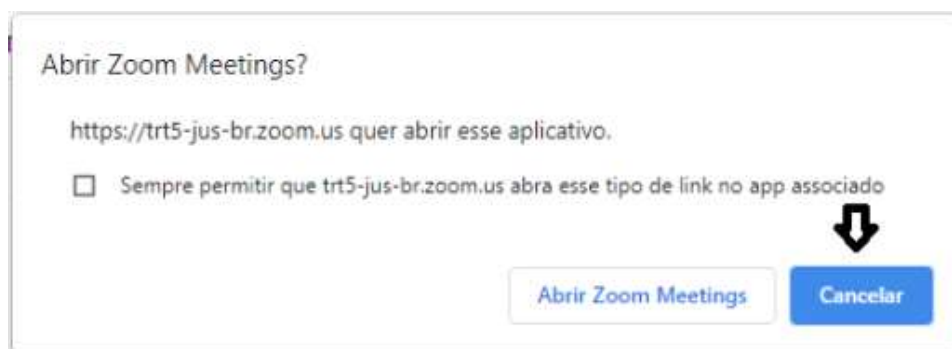 Abrir Zoom Meetings?
https://trt5-jus-br.zoom.us quer abrir esse aplicativo.
Sempre permitir que trt5-jus-br.zoom.us abra esse tipo de link no app associado
Abrir Zoom Meetings
Cancelar